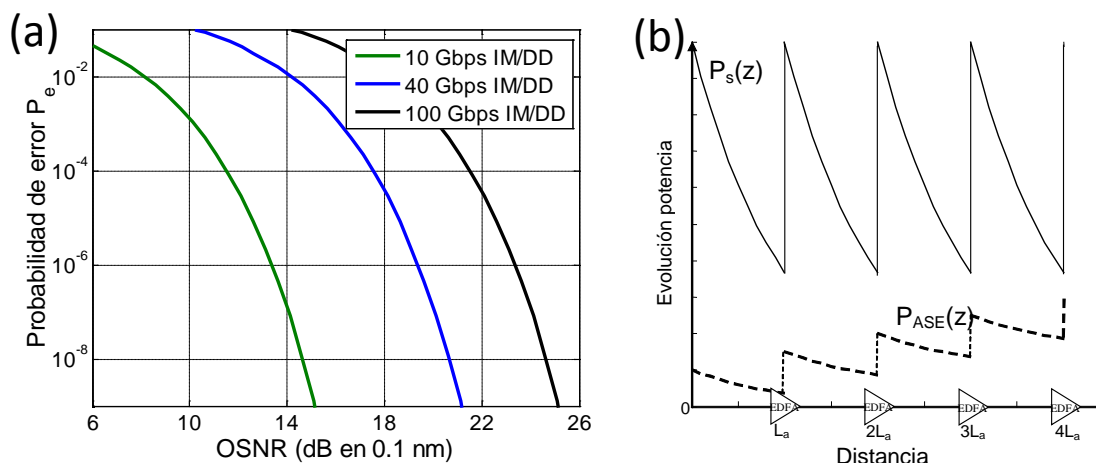 (a)
Probabilidad de error Pₑ
10⁻²
10⁻⁴
10⁻⁶
10⁻⁸
10 Gbps IM/DD
40 Gbps IM/DD
100 Gbps IM/DD
6 10 14 18 22 26
OSNR (dB en 0.1 nm)
(b)
Evolución potencia
Pₛ(z)
P_ASE(z)
0
EDFA EDFA EDFA EDFA
Lₐ 2Lₐ 3Lₐ 4Lₐ
Distancia